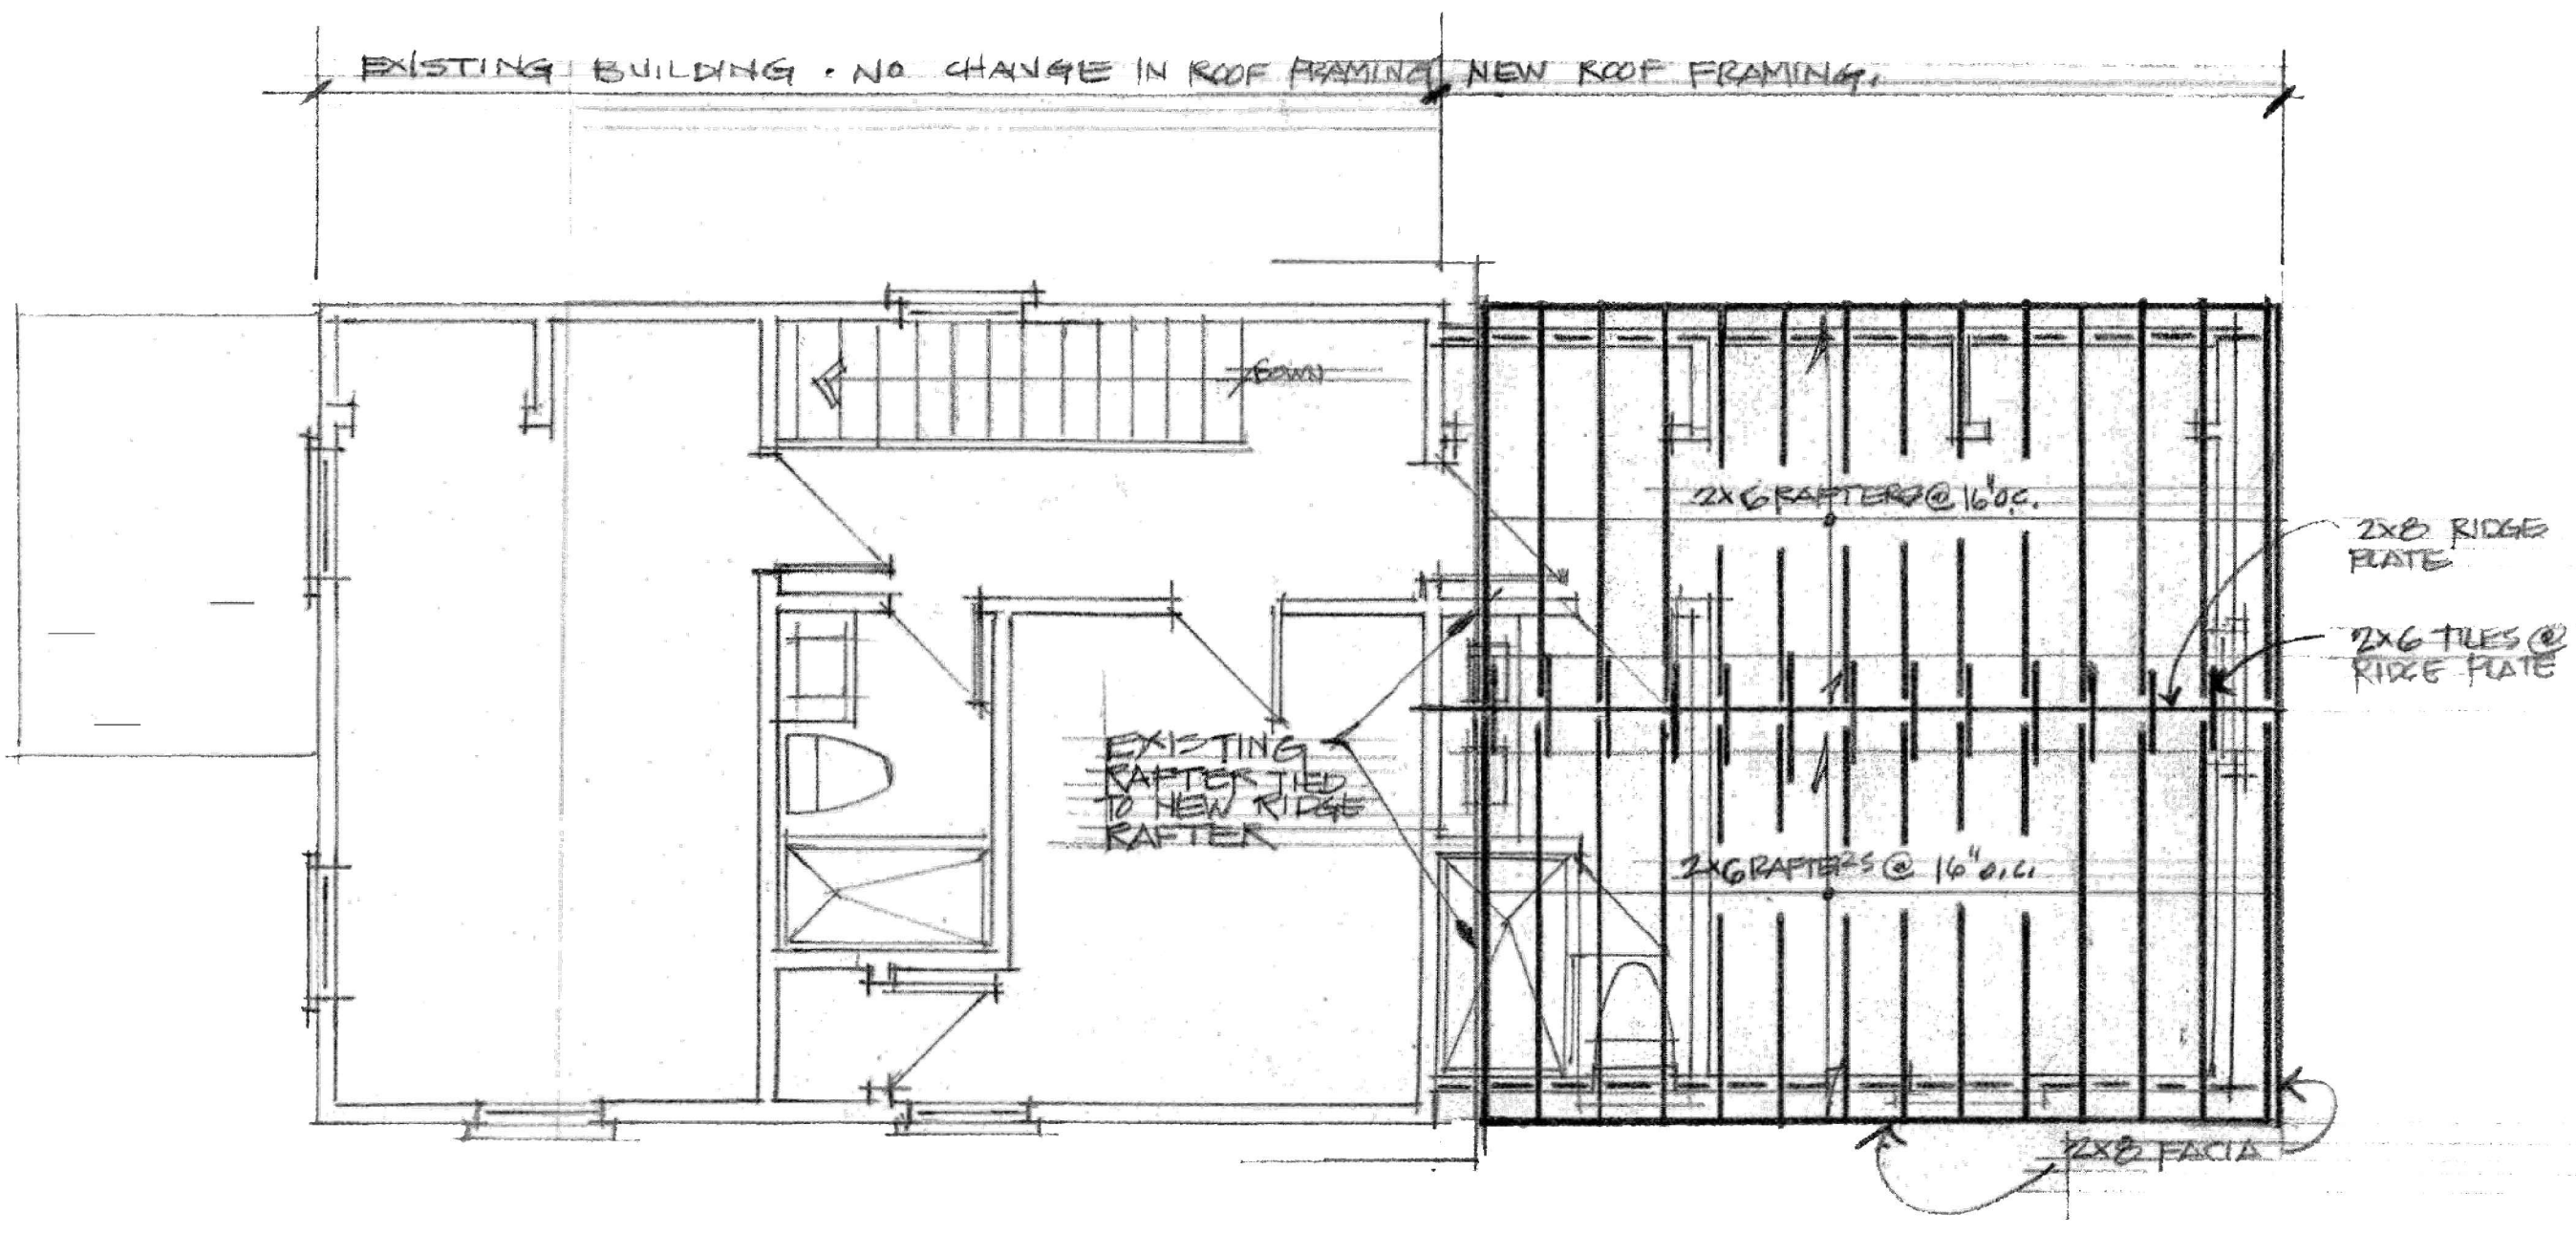 EXISTING BUILDING . NO CHANGE IN ROOF FRAMING
NEW ROOF FRAMING.
DOWN
2X6 RAFTERS @ 16" O.C.
2X8 RIDGE
PLATE
2X6 TILES @
RIDGE PLATE
EXISTING
RAFTER TIED
TO NEW RIDGE
RAFTER
2X6 RAFTERS @ 16" O.C.
2X8 FACIA